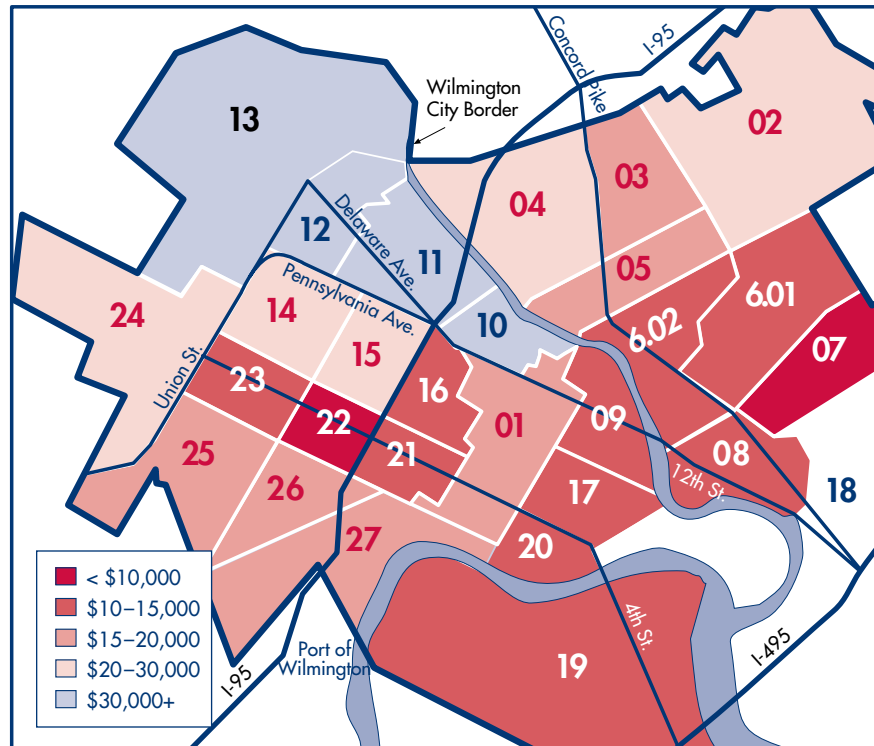 Concord Pike
I-95
Wilmington
City Border
13
02
03
04
12
Delaware Ave.
11
05
Pennsylvania Ave.
6.01
24
14
10
6.02
15
07
Union St.
23
16
22
01
09
21
08
25
12th St.
18
26
17
27
20
< $10,000
$10–15,000
$15–20,000
$20–30,000
$30,000+
4th St.
Port of
Wilmington
19
I-495
I-95